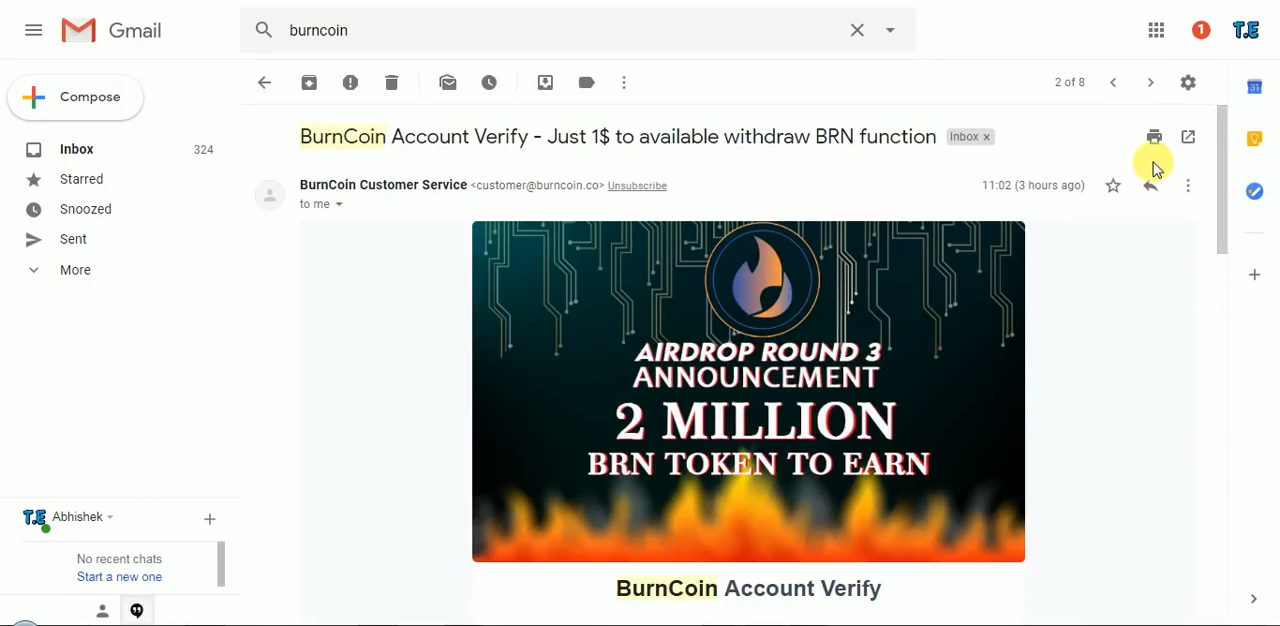 Gmail
burncoin
1
T.E
Compose
2 of 8
Inbox 324
Starred
Snoozed
Sent
More
BurnCoin Account Verify - Just 1$ to available withdraw BRN function
Inbox x
BurnCoin Customer Service <customer@burncoin.co> Unsubscribe
11:02 (3 hours ago)
to me
31
AIRDROP ROUND 3
ANNOUNCEMENT
2 MILLION
BRN TOKEN TO EARN
BurnCoin Account Verify
T.E Abhishek
No recent chats
Start a new one